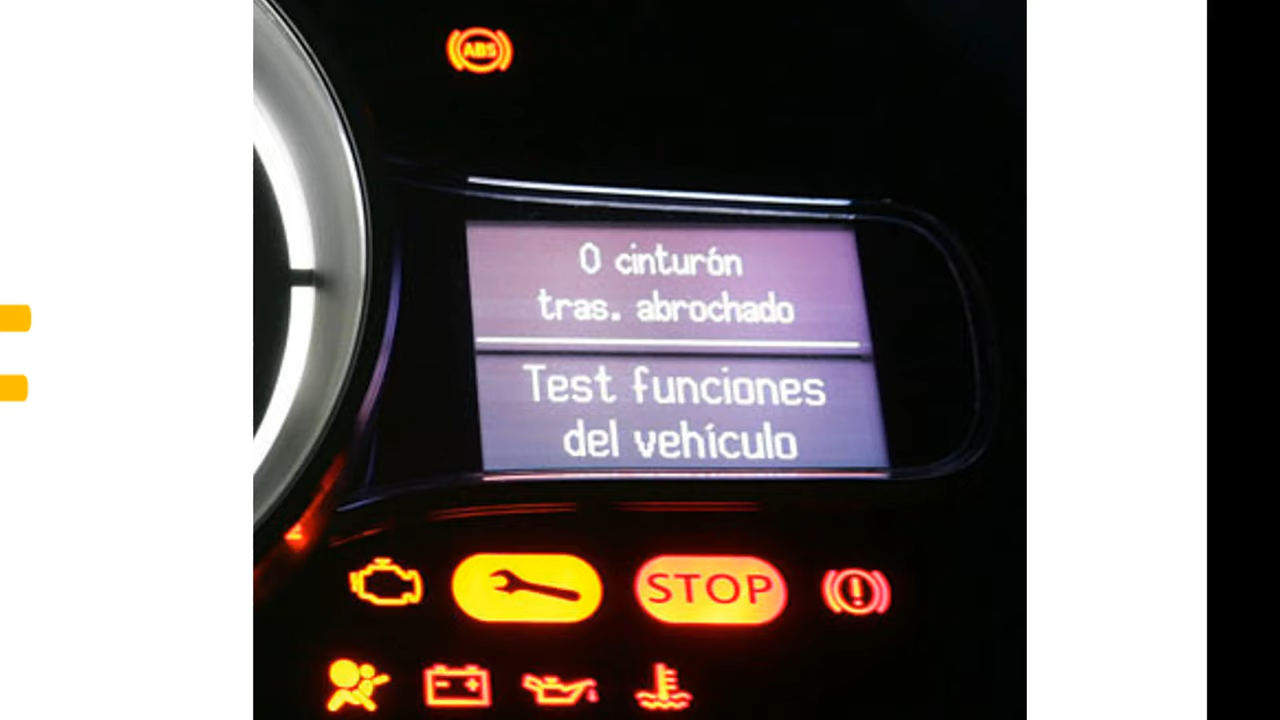 ABS
0 cinturón
tras. abrochado
Test funciones
del vehículo
STOP